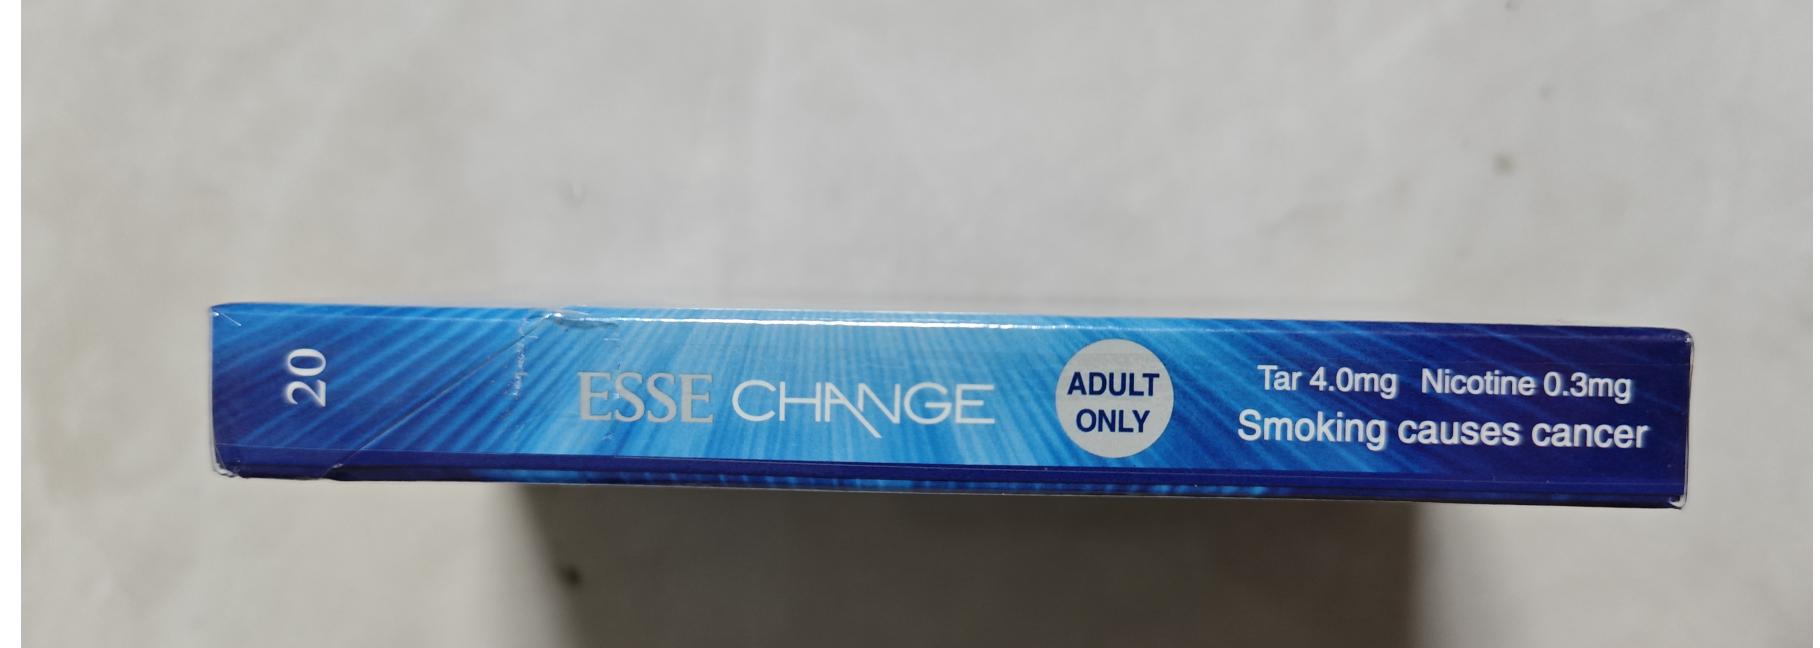 20
ESSE CHANGE
ADULT
ONLY
Tar 4.0mg Nicotine 0.3mg
Smoking causes cancer